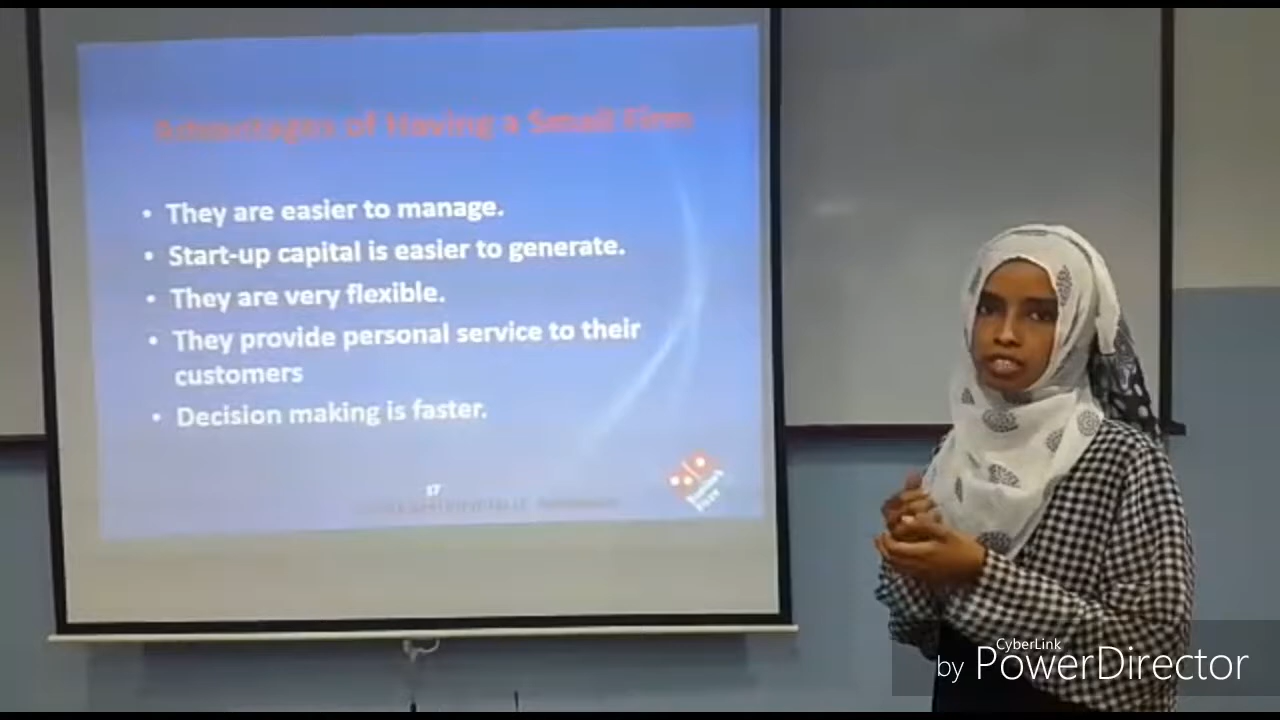 Advantages of Having a Small Firm
• They are easier to manage.
• Start-up capital is easier to generate.
• They are very flexible.
• They provide personal service to their
customers
• Decision making is faster.
17
CyberLink
by PowerDirector